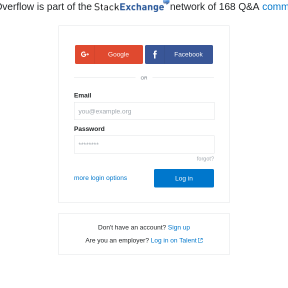 Overflow is part of the StackExchange network of 168 Q&A comm
Google
Facebook
OR
Email
you@example.org
Password
********
forgot?
more login options
Log in
Don't have an account? Sign up
Are you an employer? Log in on Talent